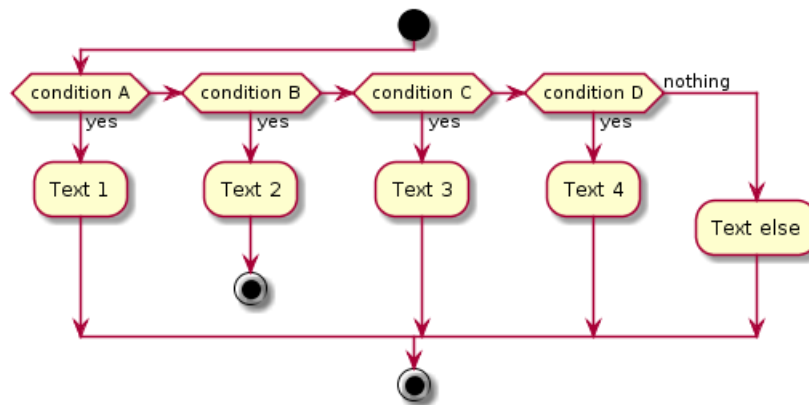 condition A
condition B
condition C
condition D
nothing
yes
yes
yes
yes
Text 1
Text 2
Text 3
Text 4
Text else